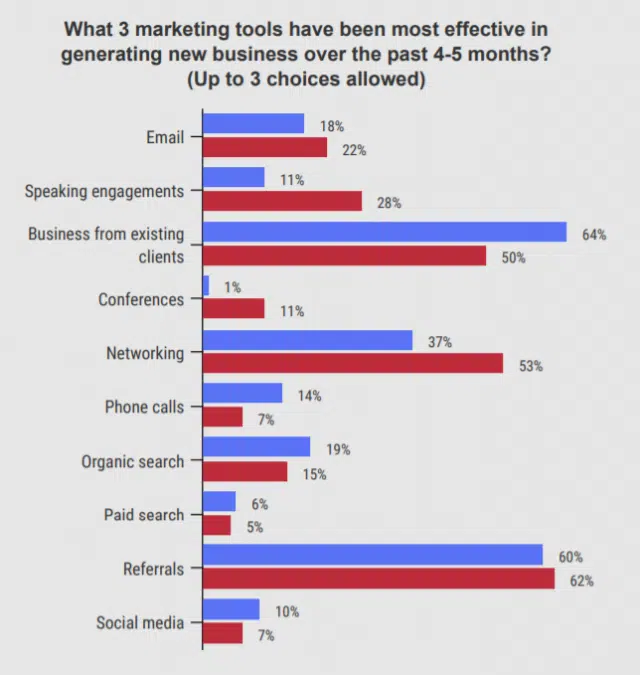 What 3 marketing tools have been most effective in
generating new business over the past 4-5 months?
(Up to 3 choices allowed)
Email
18%
22%
Speaking engagements
11%
28%
Business from existing
clients
64%
50%
Conferences
1%
11%
Networking
37%
53%
Phone calls
14%
7%
Organic search
19%
15%
Paid search
6%
5%
Referrals
60%
62%
Social media
10%
7%